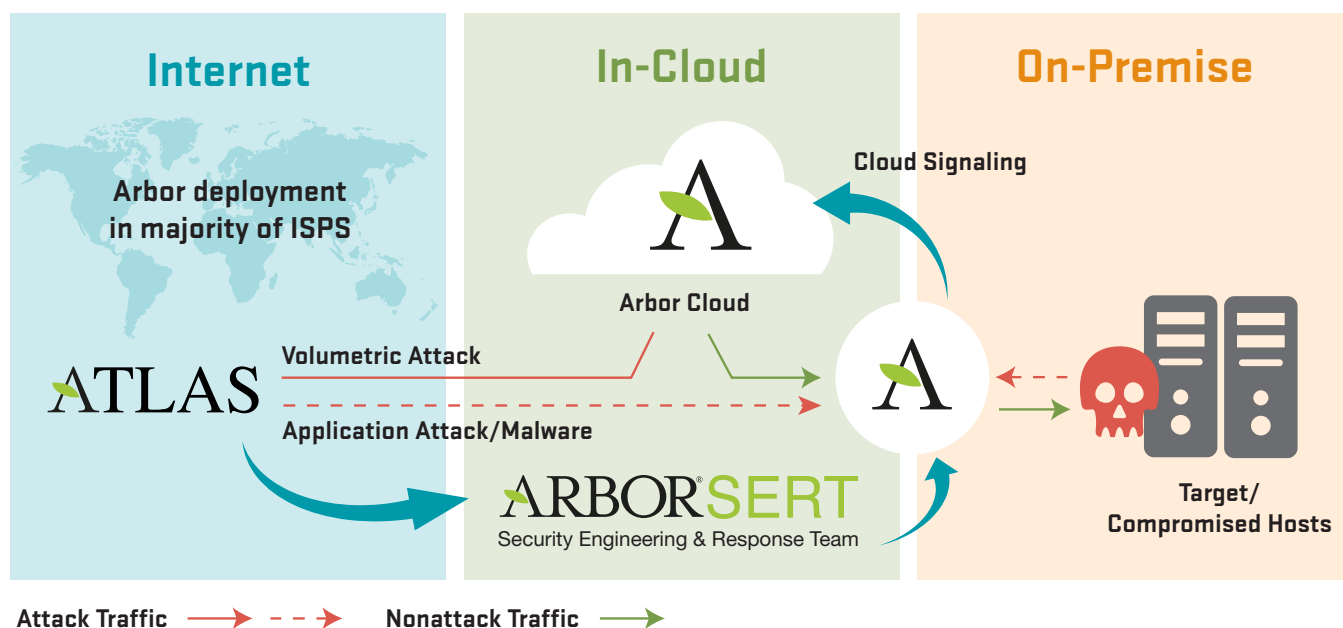 Internet
In-Cloud
On-Premise
Arbor deployment
in majority of ISPS
Cloud Signaling
A
Arbor Cloud
Volumetric Attack
ATLAS
A
Application Attack/Malware
ARBOR® SERT
Security Engineering & Response Team
Target/
Compromised Hosts
Attack Traffic
Nonattack Traffic